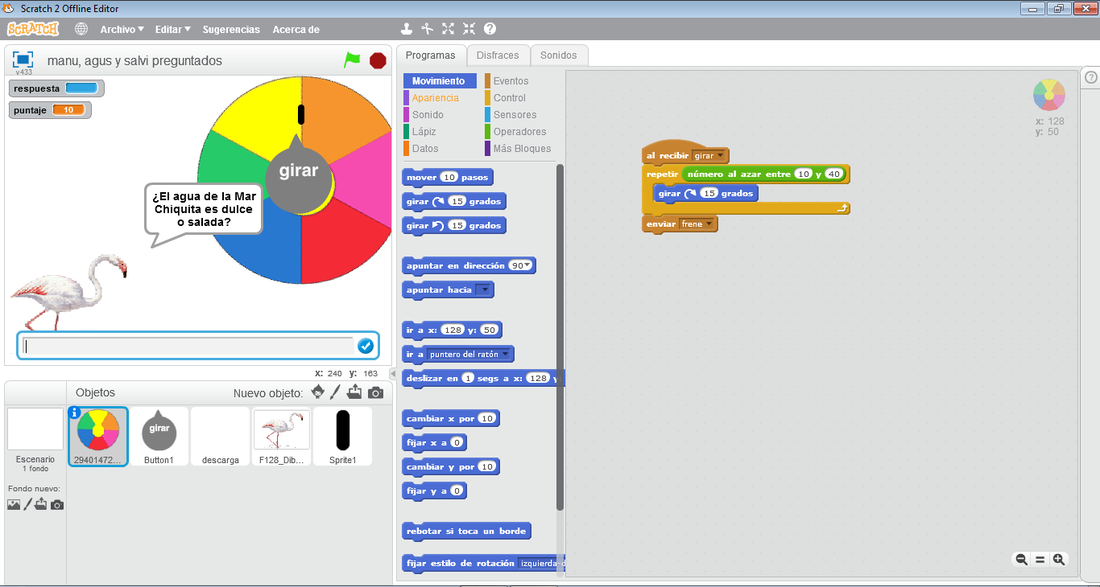 Scratch 2 Offline Editor
SCRATCH Archivo Editar Sugerencias Acerca de
v433 manu, agus y salvi preguntados
respuesta
puntaje 10
girar
¿El agua de la Mar
Chiquita es dulce
o salada?
x: 240 y: 163
Objetos Nuevo objeto:
Escenario
1 fondo
Fondo nuevo:
29401472...
girar
Button1
descarga
F128_Dib...
Sprite1
Programas Disfraces Sonidos
Movimiento Eventos
Apariencia Control
Sonido Sensores
Lápiz Operadores
Datos Más Bloques
mover 10 pasos
girar 15 grados
girar 15 grados
apuntar en dirección 90
apuntar hacia
ir a x: 128 y: 50
ir a puntero del ratón
deslizar en 1 segs a x: 128 y
cambiar x por 10
fijar x a 0
cambiar y por 10
fijar y a 0
rebotar si toca un borde
fijar estilo de rotación izquierda-d
al recibir girar
repetir número al azar entre 10 y 40
girar 15 grados
enviar frene
x: 128
y: 50